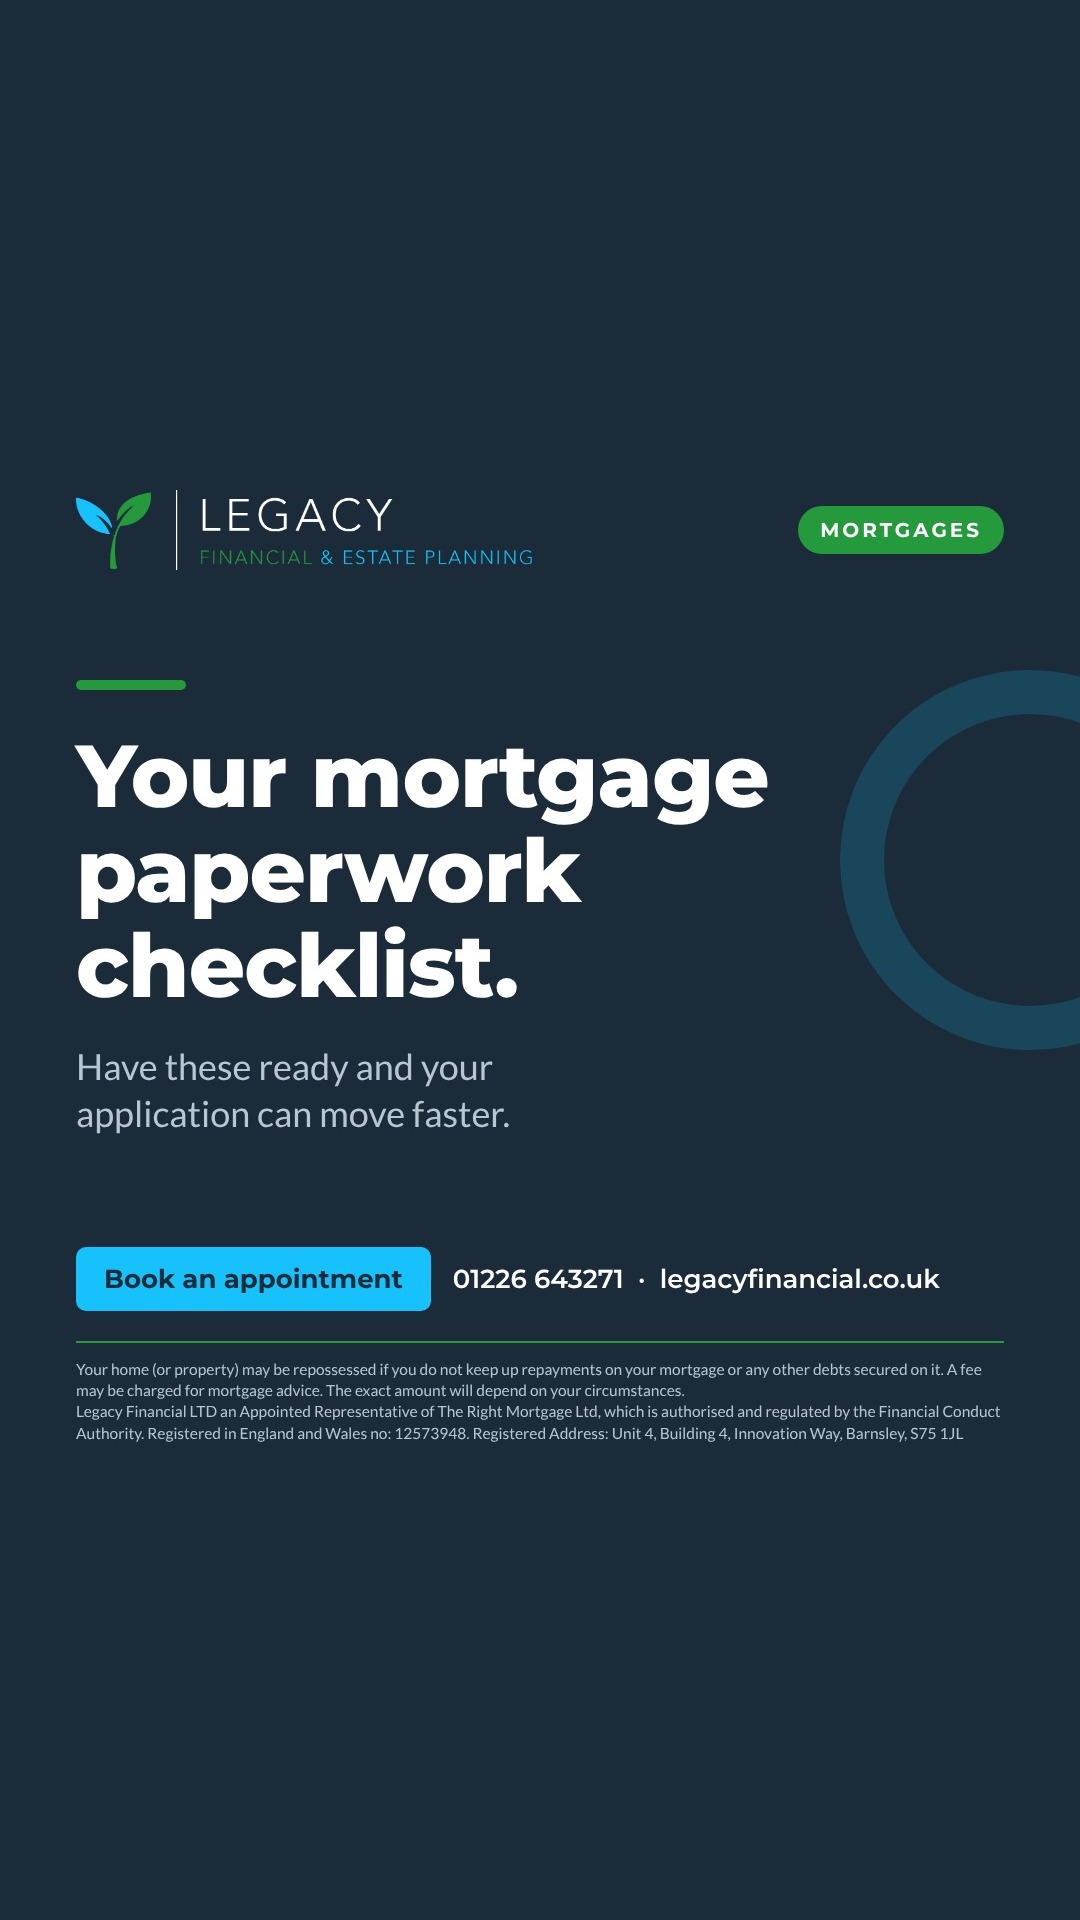 LEGACY
FINANCIAL & ESTATE PLANNING
MORTGAGES
Your mortgage
paperwork
checklist.
Have these ready and your
application can move faster.
Book an appointment
01226 643271 · legacyfinancial.co.uk
Your home (or property) may be repossessed if you do not keep up repayments on your mortgage or any other debts secured on it. A fee
may be charged for mortgage advice. The exact amount will depend on your circumstances.
Legacy Financial LTD an Appointed Representative of The Right Mortgage Ltd, which is authorised and regulated by the Financial Conduct
Authority. Registered in England and Wales no: 12573948. Registered Address: Unit 4, Building 4, Innovation Way, Barnsley, S75 1JL